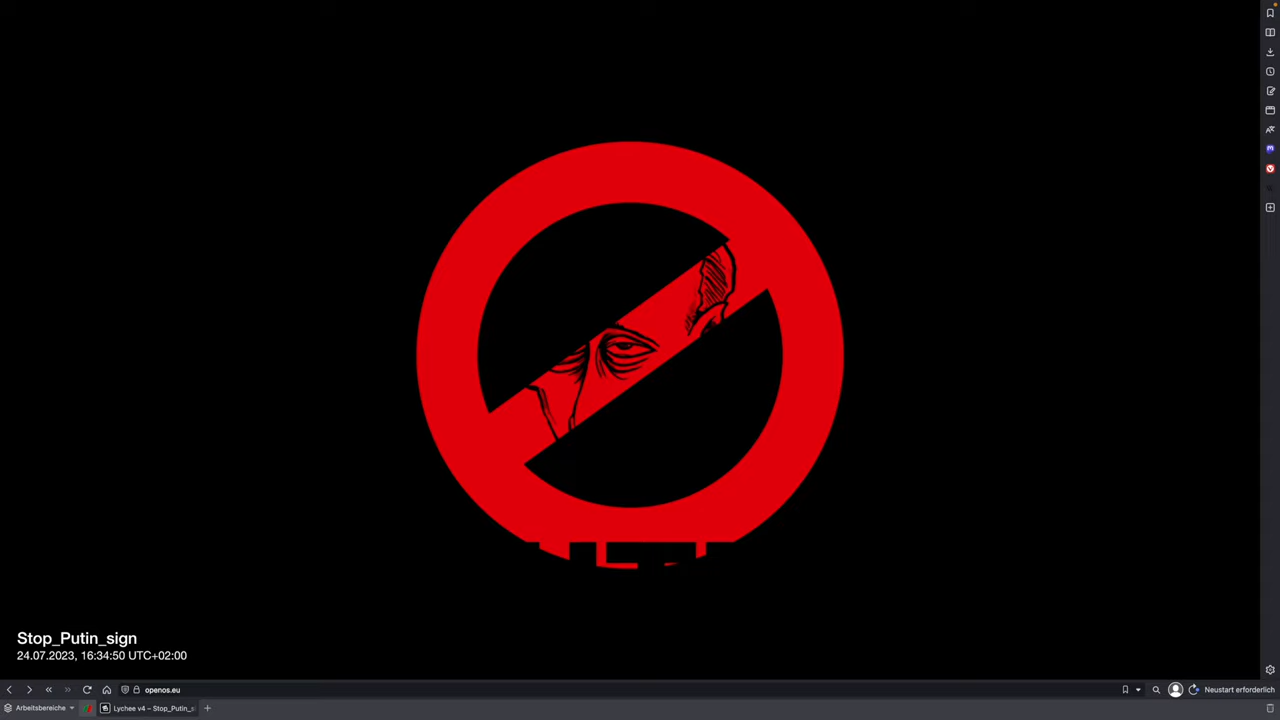 Stop_Putin_sign
24.07.2023, 16:34:50 UTC+02:00
openos.eu
Neustart erforderlich
Arbeitsbereiche
Lychee v4 – Stop_Putin_s